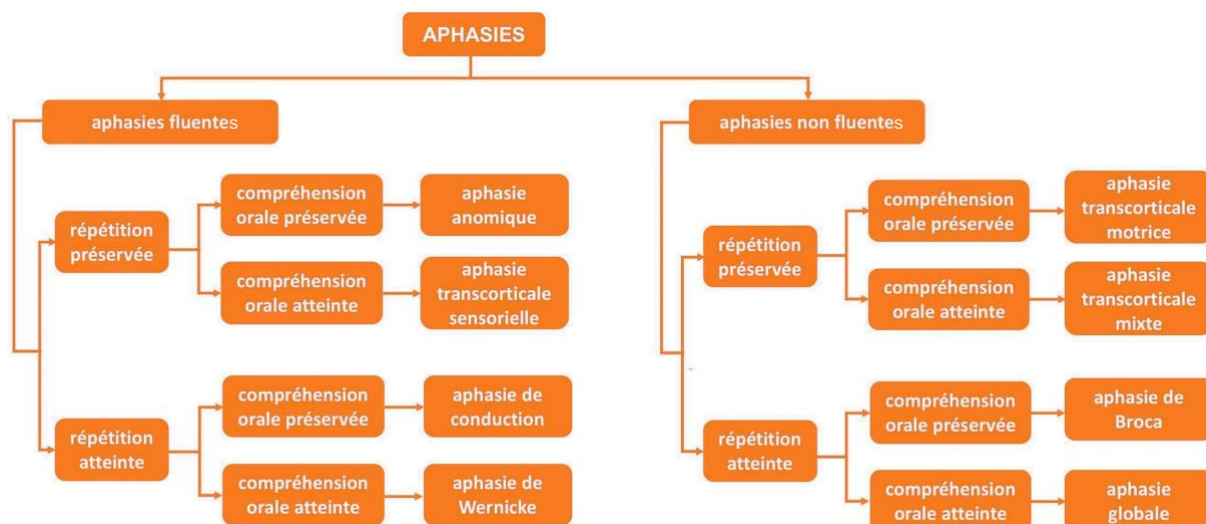 APHASIES
aphasies fluentes
répétition
préservée
compréhension
orale préservée
aphasie
anomique
compréhension
orale atteinte
aphasie
transcorticale
sensorielle
répétition
atteinte
compréhension
orale préservée
aphasie de
conduction
compréhension
orale atteinte
aphasie de
Wernicke
aphasies non fluentes
répétition
préservée
compréhension
orale préservée
aphasie
transcorticale
motrice
compréhension
orale atteinte
aphasie
transcorticale
mixte
répétition
atteinte
compréhension
orale préservée
aphasie de
Broca
compréhension
orale atteinte
aphasie
globale